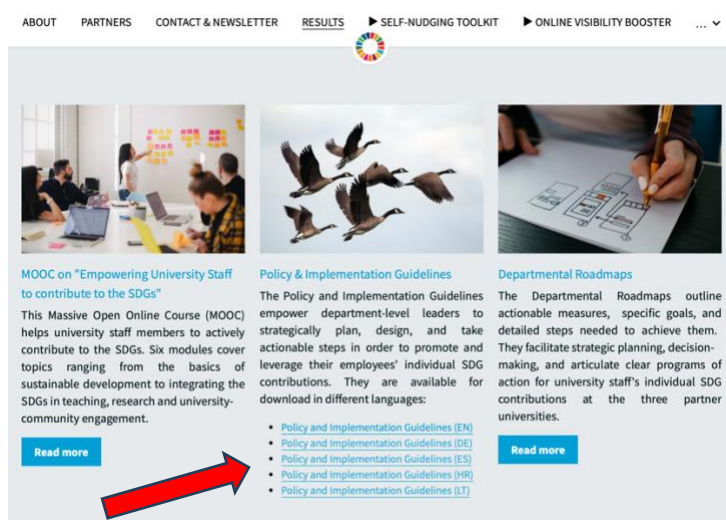 ABOUT PARTNERS CONTACT & NEWSLETTER RESULTS ▶ SELF-NUDGING TOOLKIT ▶ ONLINE VISIBILITY BOOSTER ...
MOOC on "Empowering University Staff
to contribute to the SDGs"
This Massive Open Online Course (MOOC)
helps university staff members to actively
contribute to the SDGs. Six modules cover
topics ranging from the basics of
sustainable development to integrating the
SDGs in teaching, research and university-
community engagement.
Read more
Policy & Implementation Guidelines
The Policy and Implementation Guidelines
empower department-level leaders to
strategically plan, design, and take
actionable steps in order to promote and
leverage their employees' individual SDG
contributions. They are available for
download in different languages:
• Policy and Implementation Guidelines (EN)
• Policy and Implementation Guidelines (DE)
• Policy and Implementation Guidelines (ES)
• Policy and Implementation Guidelines (HR)
• Policy and Implementation Guidelines (LT)
Departmental Roadmaps
The Departmental Roadmaps outline
actionable measures, specific goals, and
detailed steps needed to achieve them.
They facilitate strategic planning, decision-
making, and articulate clear programs of
action for university staff's individual SDG
contributions at the three partner
universities.
Read more